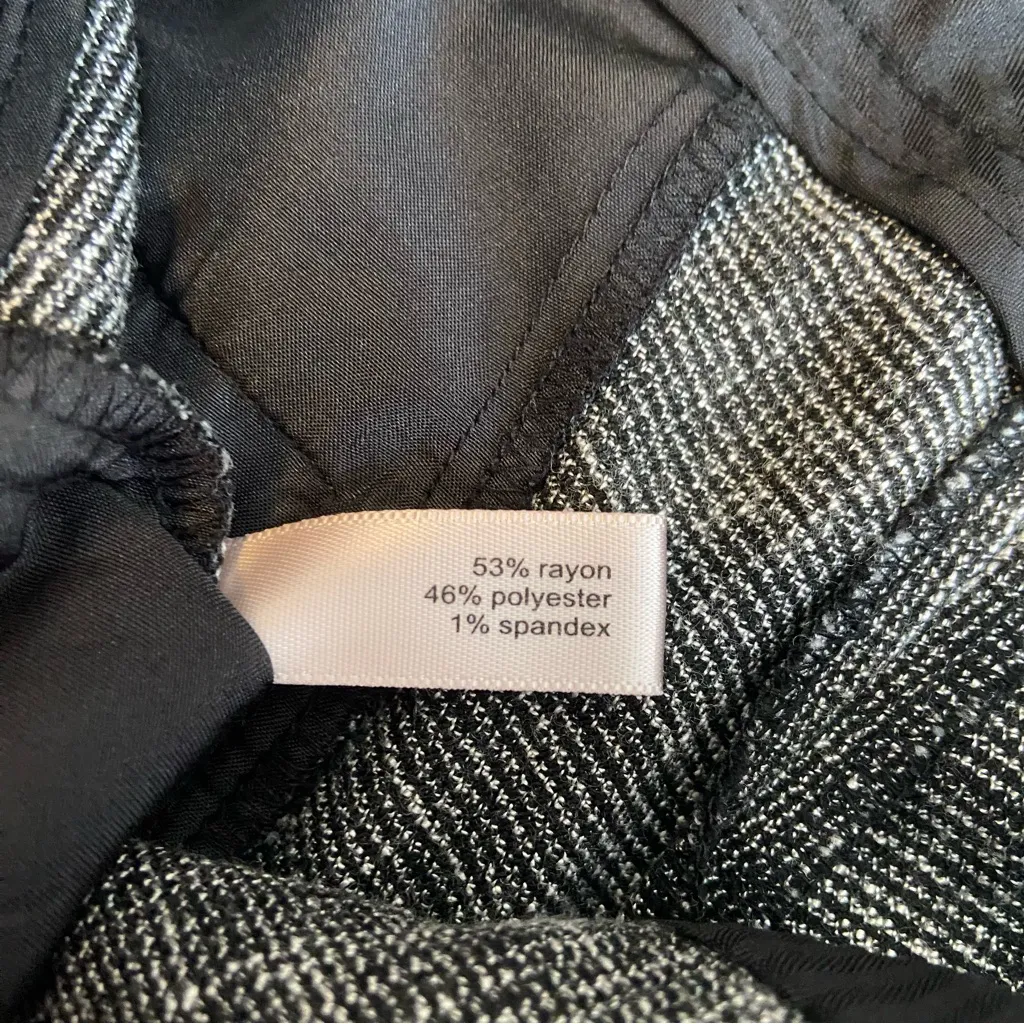 53% rayon
46% polyester
1% spandex